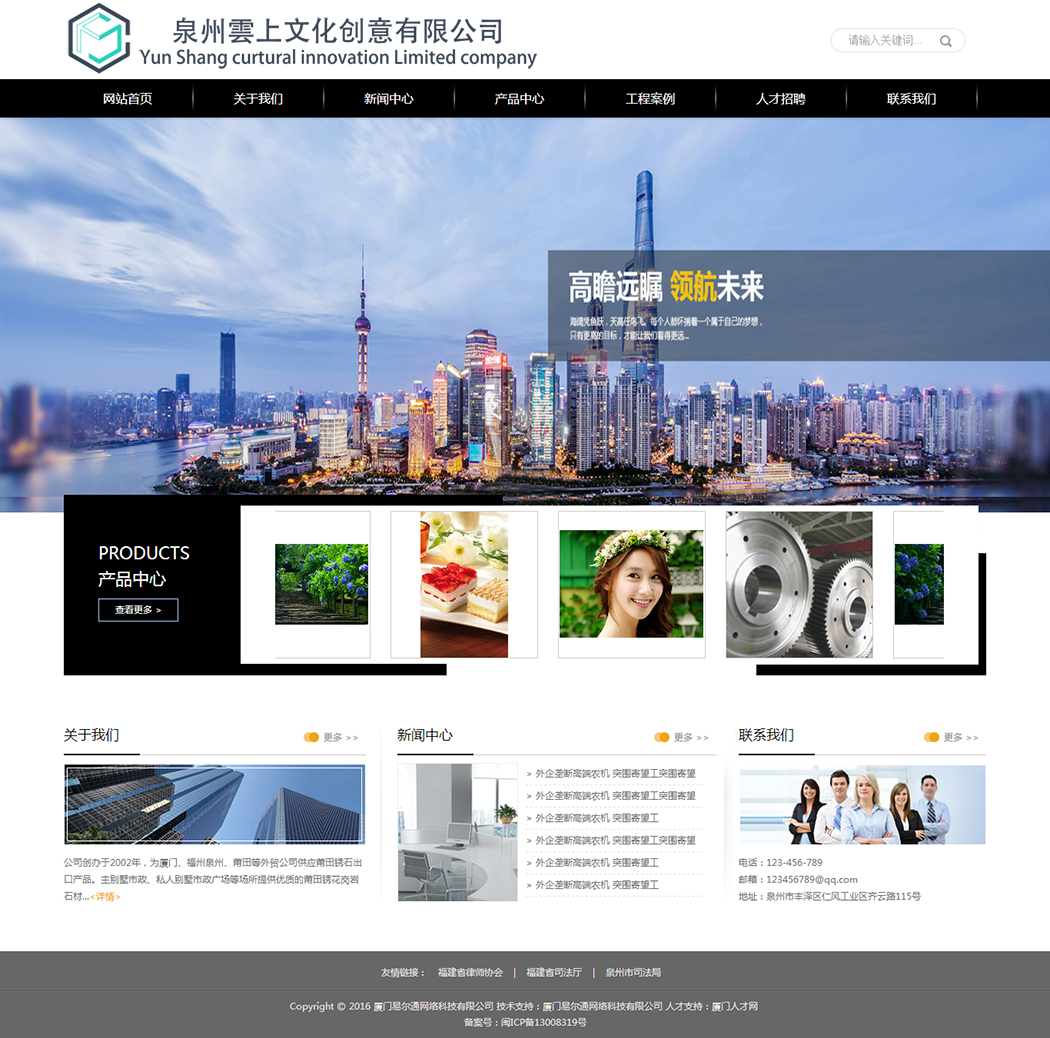 泉州雲上文化创意有限公司
Yun Shang curtural innovation Limited company
请输入关键词...
网站首页
关于我们
新闻中心
产品中心
工程案例
人才招聘
联系我们
高瞻远瞩 领航未来
海阔凭鱼跃，天高任鸟飞。每个人都怀揣着一个属于自己的梦想，
只有更高的目标，才能让我们看得更远...
PRODUCTS
产品中心
查看更多 >
关于我们
更多 >>
公司创办于2002年，为厦门、福州泉州、莆田等外贸公司供应莆田锈石出
口产品。主别墅市政、私人别墅市政广场等场所提供优质的莆田锈花岗岩
石材...<详情>
新闻中心
更多 >>
> 外企垄断高端农机 突围寄望工突围寄望
> 外企垄断高端农机 突围寄望工突围寄望
> 外企垄断高端农机 突围寄望工
> 外企垄断高端农机 突围寄望工突围寄望
> 外企垄断高端农机 突围寄望工
> 外企垄断高端农机 突围寄望工
联系我们
更多 >>
电话：123-456-789
邮箱：123456789@qq.com
地址：泉州市丰泽区仁风工业区齐云路115号
友情链接： 福建省律师协会 | 福建省司法厅 | 泉州市司法局
Copyright © 2016 厦门易尔通网络科技有限公司 技术支持：厦门易尔通网络科技有限公司 人才支持：厦门人才网
备案号：闽ICP备13008319号